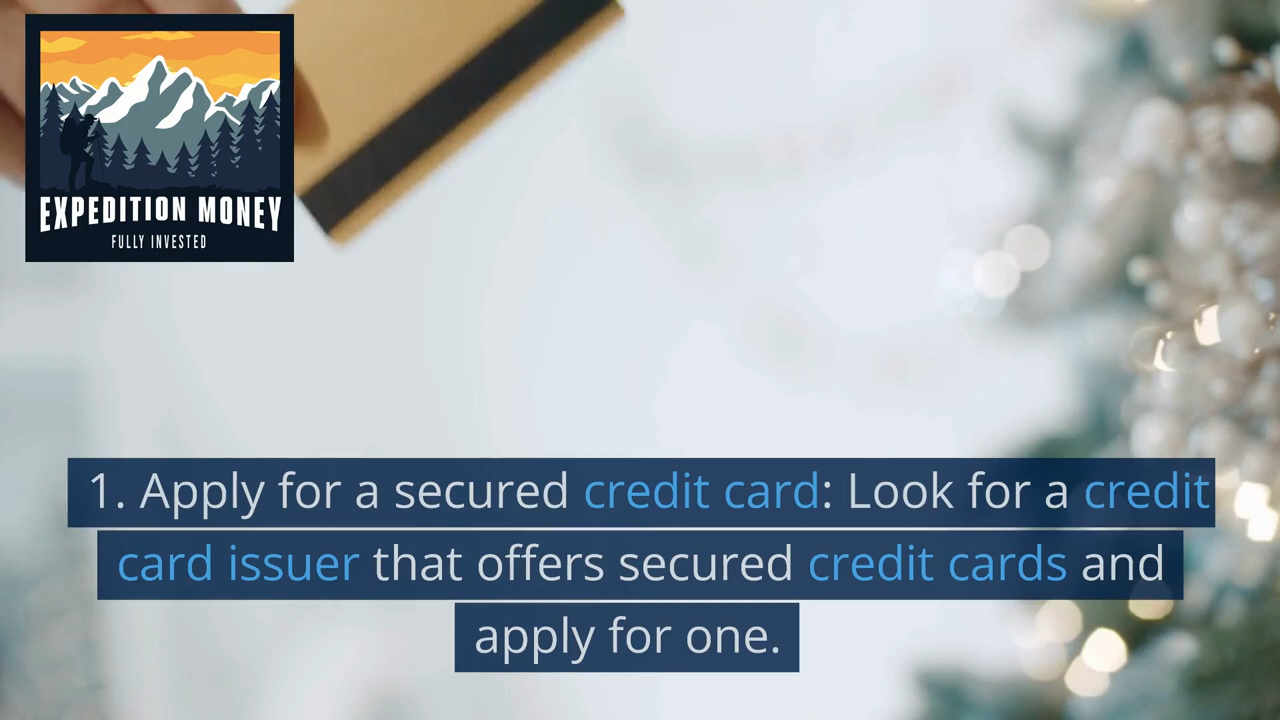 EXPEDITION MONEY
FULLY INVESTED
1. Apply for a secured credit card: Look for a credit
card issuer that offers secured credit cards and
apply for one.